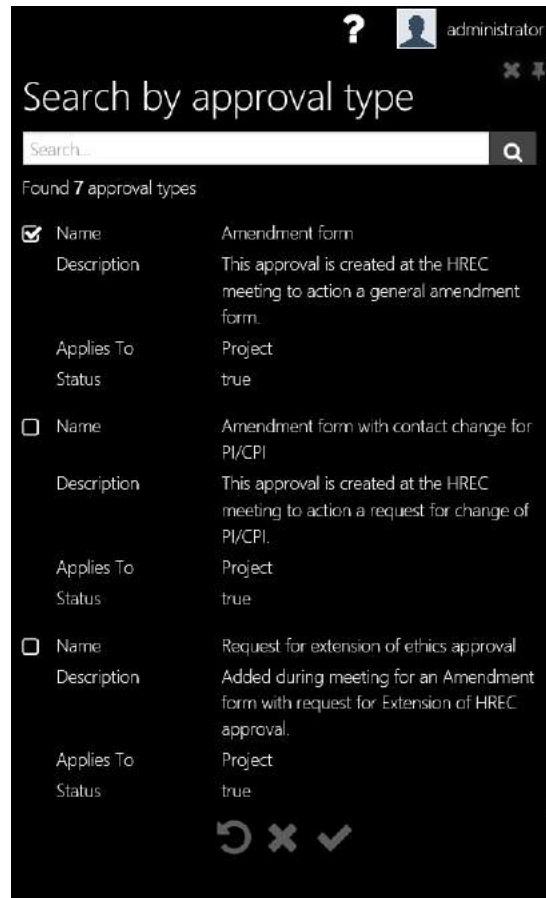 ? administrator
Search by approval type
Search...
Found 7 approval types
Name Amendment form
Description This approval is created at the HREC
meeting to action a general amendment
form.
Applies To Project
Status true
Name Amendment form with contact change for
PI/CPI
Description This approval is created at the HREC
meeting to action a request for change of
PI/CPI.
Applies To Project
Status true
Name Request for extension of ethics approval
Description Added during meeting for an Amendment
form with request for Extension of HREC
approval.
Applies To Project
Status true